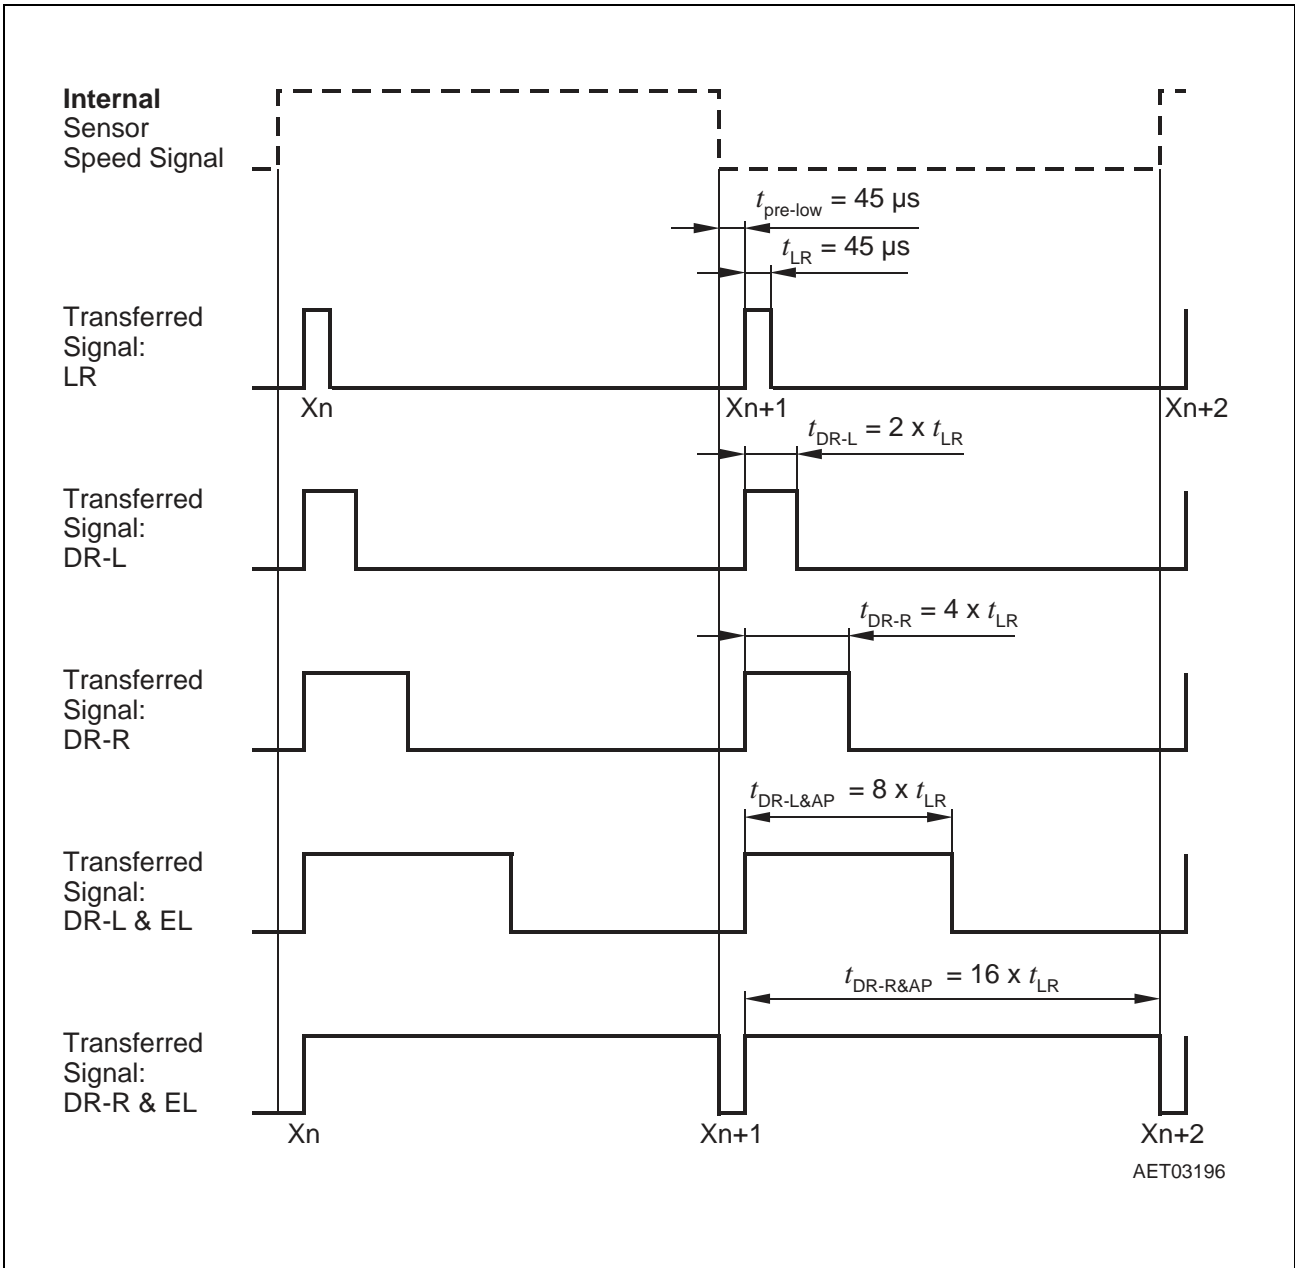 Internal
Sensor
Speed Signal
tpre-low = 45 µs
tLR = 45 µs
Transferred
Signal:
LR
Xn
Xn+1
Xn+2
tDR-L = 2 x tLR
Transferred
Signal:
DR-L
tDR-R = 4 x tLR
Transferred
Signal:
DR-R
tDR-L&AP = 8 x tLR
Transferred
Signal:
DR-L & EL
tDR-R&AP = 16 x tLR
Transferred
Signal:
DR-R & EL
Xn
Xn+1
Xn+2
AET03196